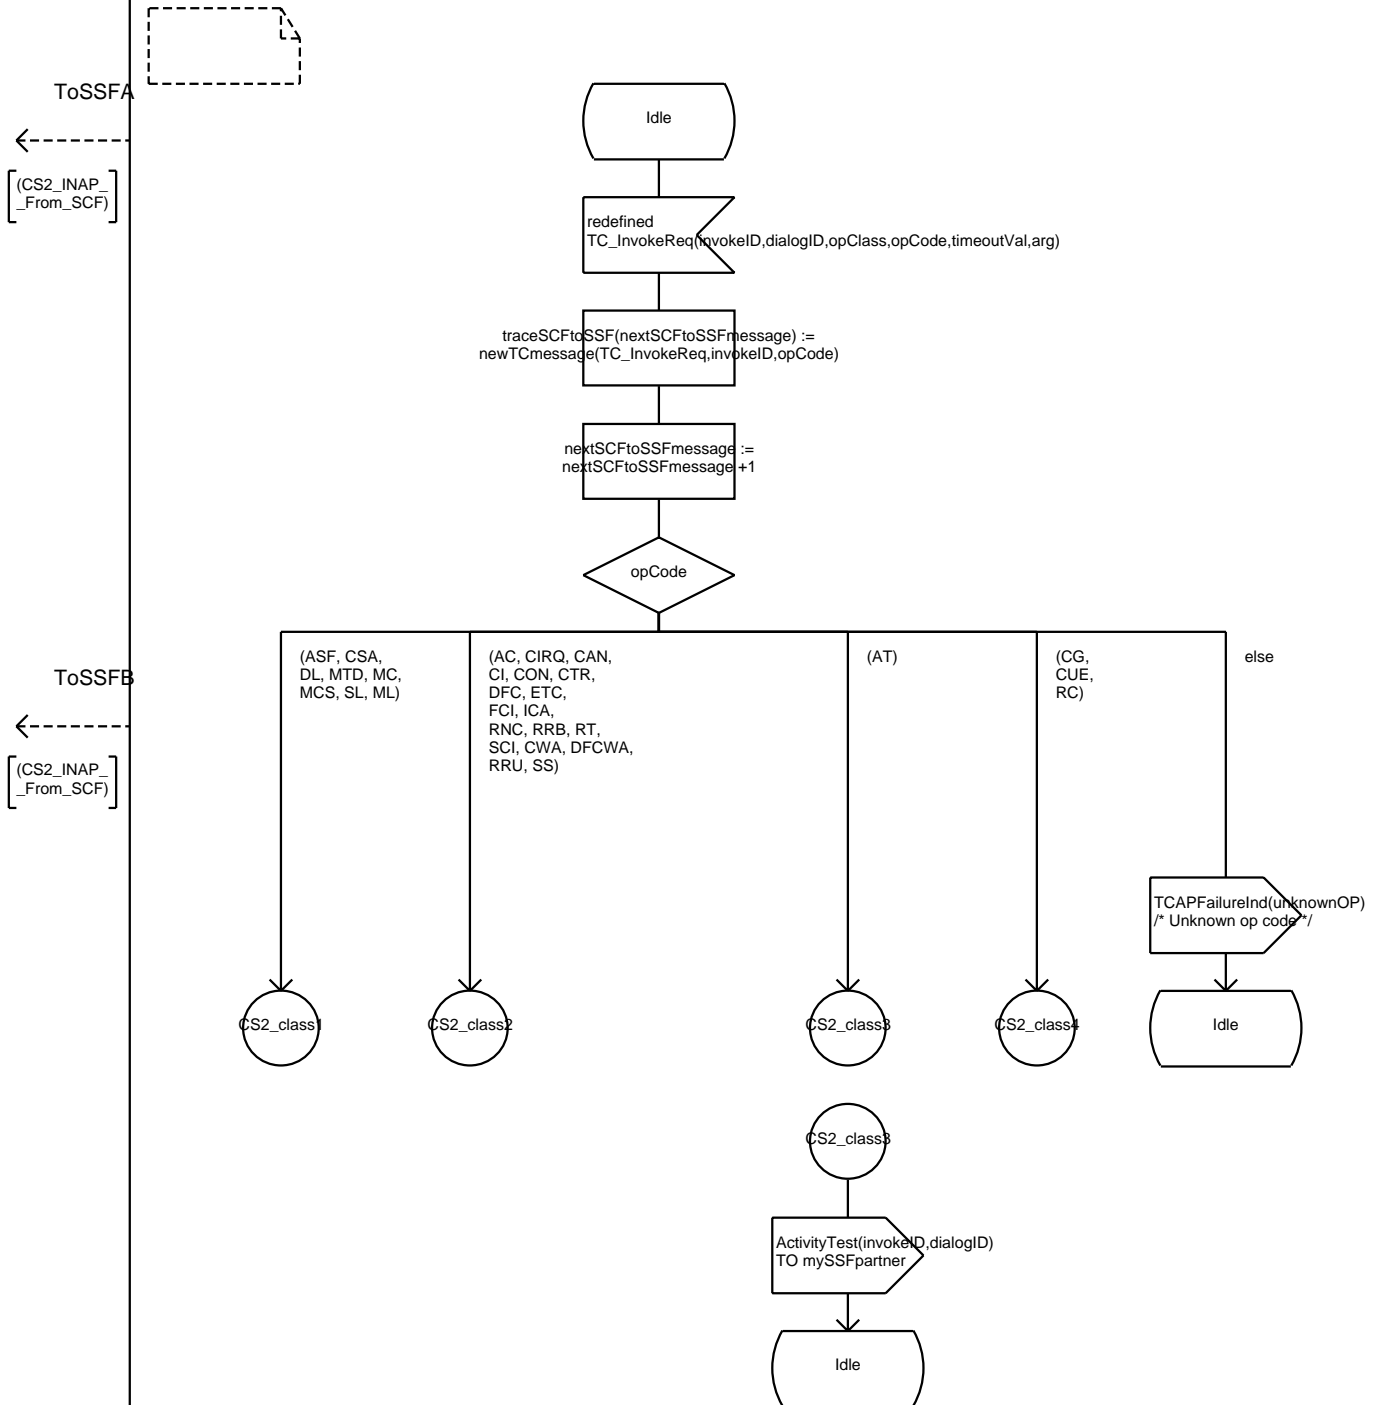 ToSSFA
(CS2_INAP_
_From_SCF)
Idle
redefined
TC_InvokeReq(invokeID,dialogID,opClass,opCode,timeoutVal,arg)
traceSCFtoSSF(nextSCFtoSSFmessage) :=
newTCmessage(TC_InvokeReq,invokeID,opCode)
nextSCFtoSSFmessage :=
nextSCFtoSSFmessage +1
opCode
ToSSFB
(CS2_INAP_
_From_SCF)
(ASF, CSA,
DL, MTD, MC,
MCS, SL, ML)
(AC, CIRQ, CAN,
CI, CON, CTR,
DFC, ETC,
FCI, ICA,
RNC, RRB, RT,
SCI, CWA, DFCWA,
RRU, SS)
(AT)
(CG,
CUE,
RC)
else
TCAPFailureInd(unknownOP)
/* Unknown op code */
CS2_class1
CS2_class2
CS2_class3
CS2_class4
Idle
CS2_class3
ActivityTest(invokeID,dialogID)
TO mySSFpartner
Idle